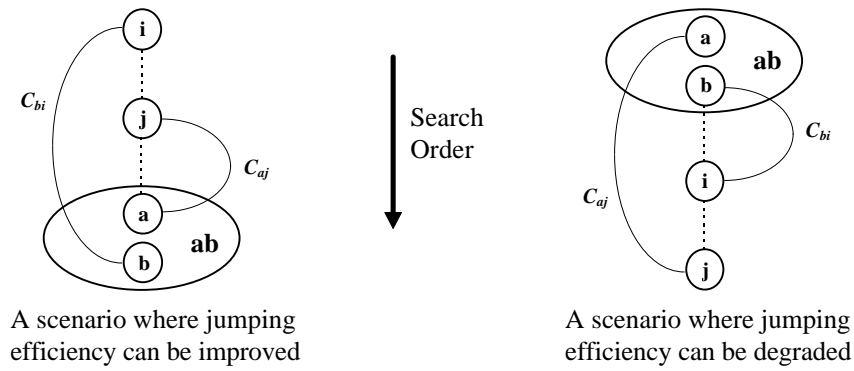 i
C_bi
j
C_aj
a
ab
b
A scenario where jumping
efficiency can be improved
Search
Order
a
ab
b
C_bi
i
C_aj
j
A scenario where jumping
efficiency can be degraded